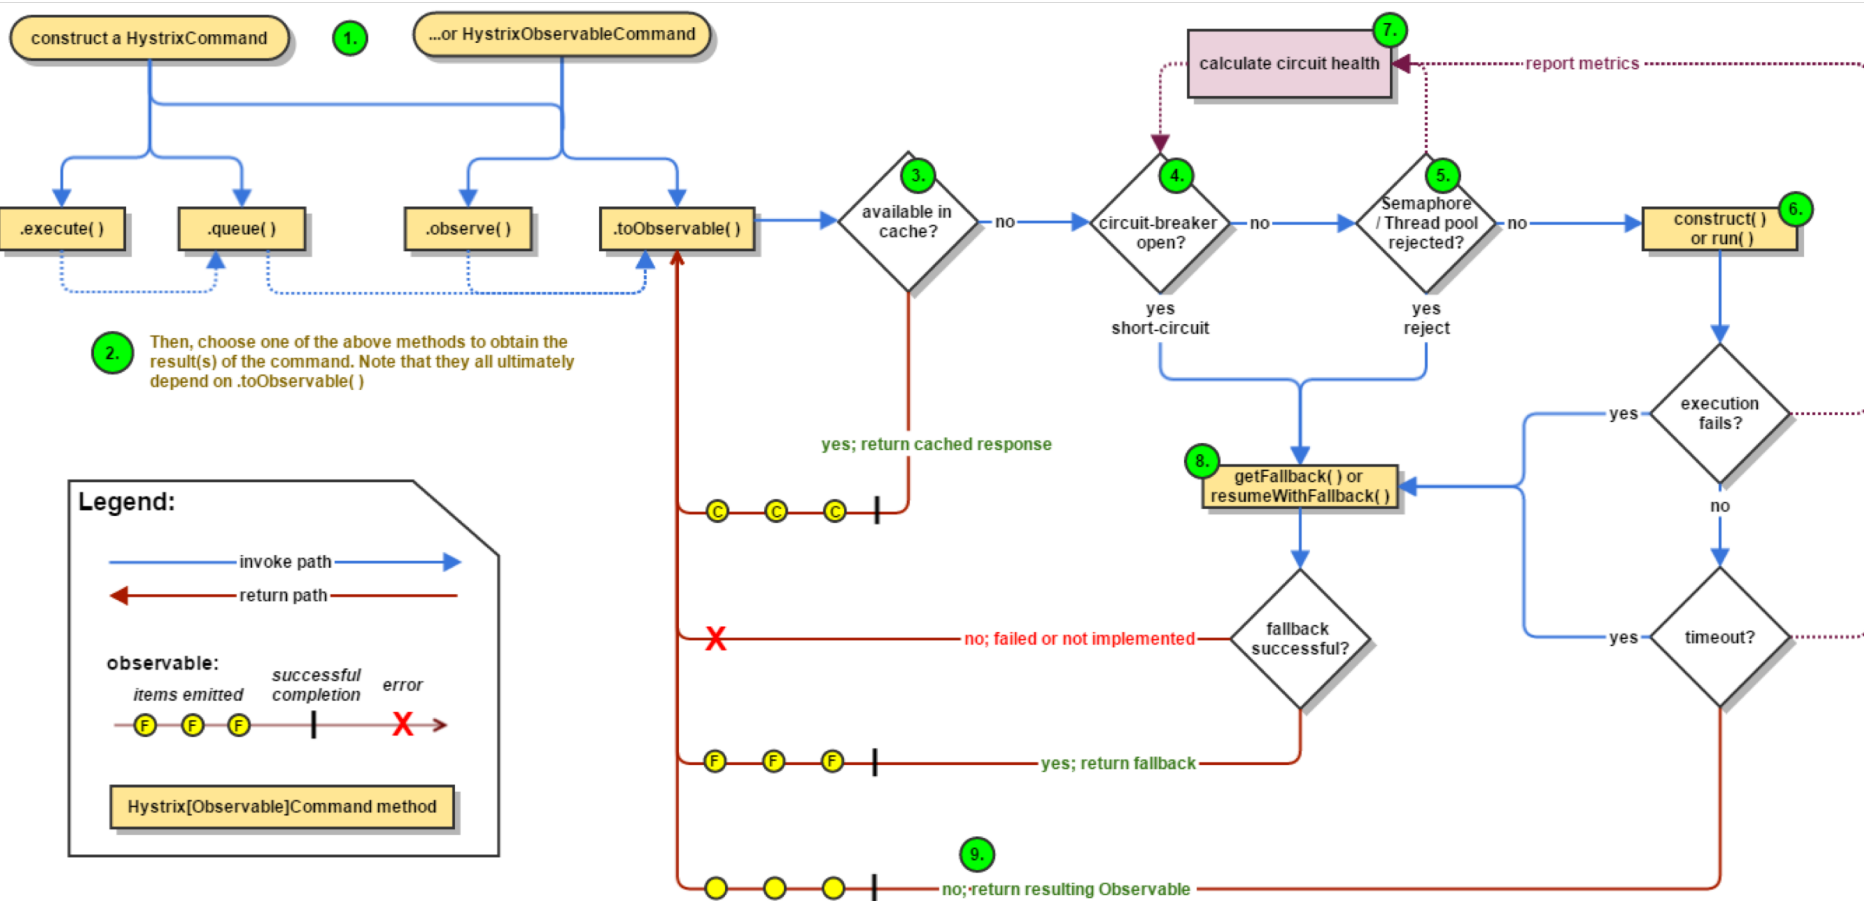 construct a HystrixCommand
1.
...or HystrixObservableCommand
7.
calculate circuit health
report metrics
.execute( )
.queue( )
.observe( )
.toObservable( )
3.
available in
cache?
no
4.
circuit-breaker
open?
no
5.
Semaphore
/ Thread pool
rejected?
no
6.
construct( )
or run( )
yes
short-circuit
yes
reject
2.
Then, choose one of the above methods to obtain the
result(s) of the command. Note that they all ultimately
depend on .toObservable( )
yes; return cached response
C C C
8.
getFallback( ) or
resumeWithFallback( )
yes
execution
fails?
no
yes
timeout?
fallback
successful?
no; failed or not implemented
X
F F F
yes; return fallback
9.
no; return resulting Observable
Legend:
invoke path
return path
observable:
items emitted
successful
completion
error
F F F
X
Hystrix[Observable]Command method